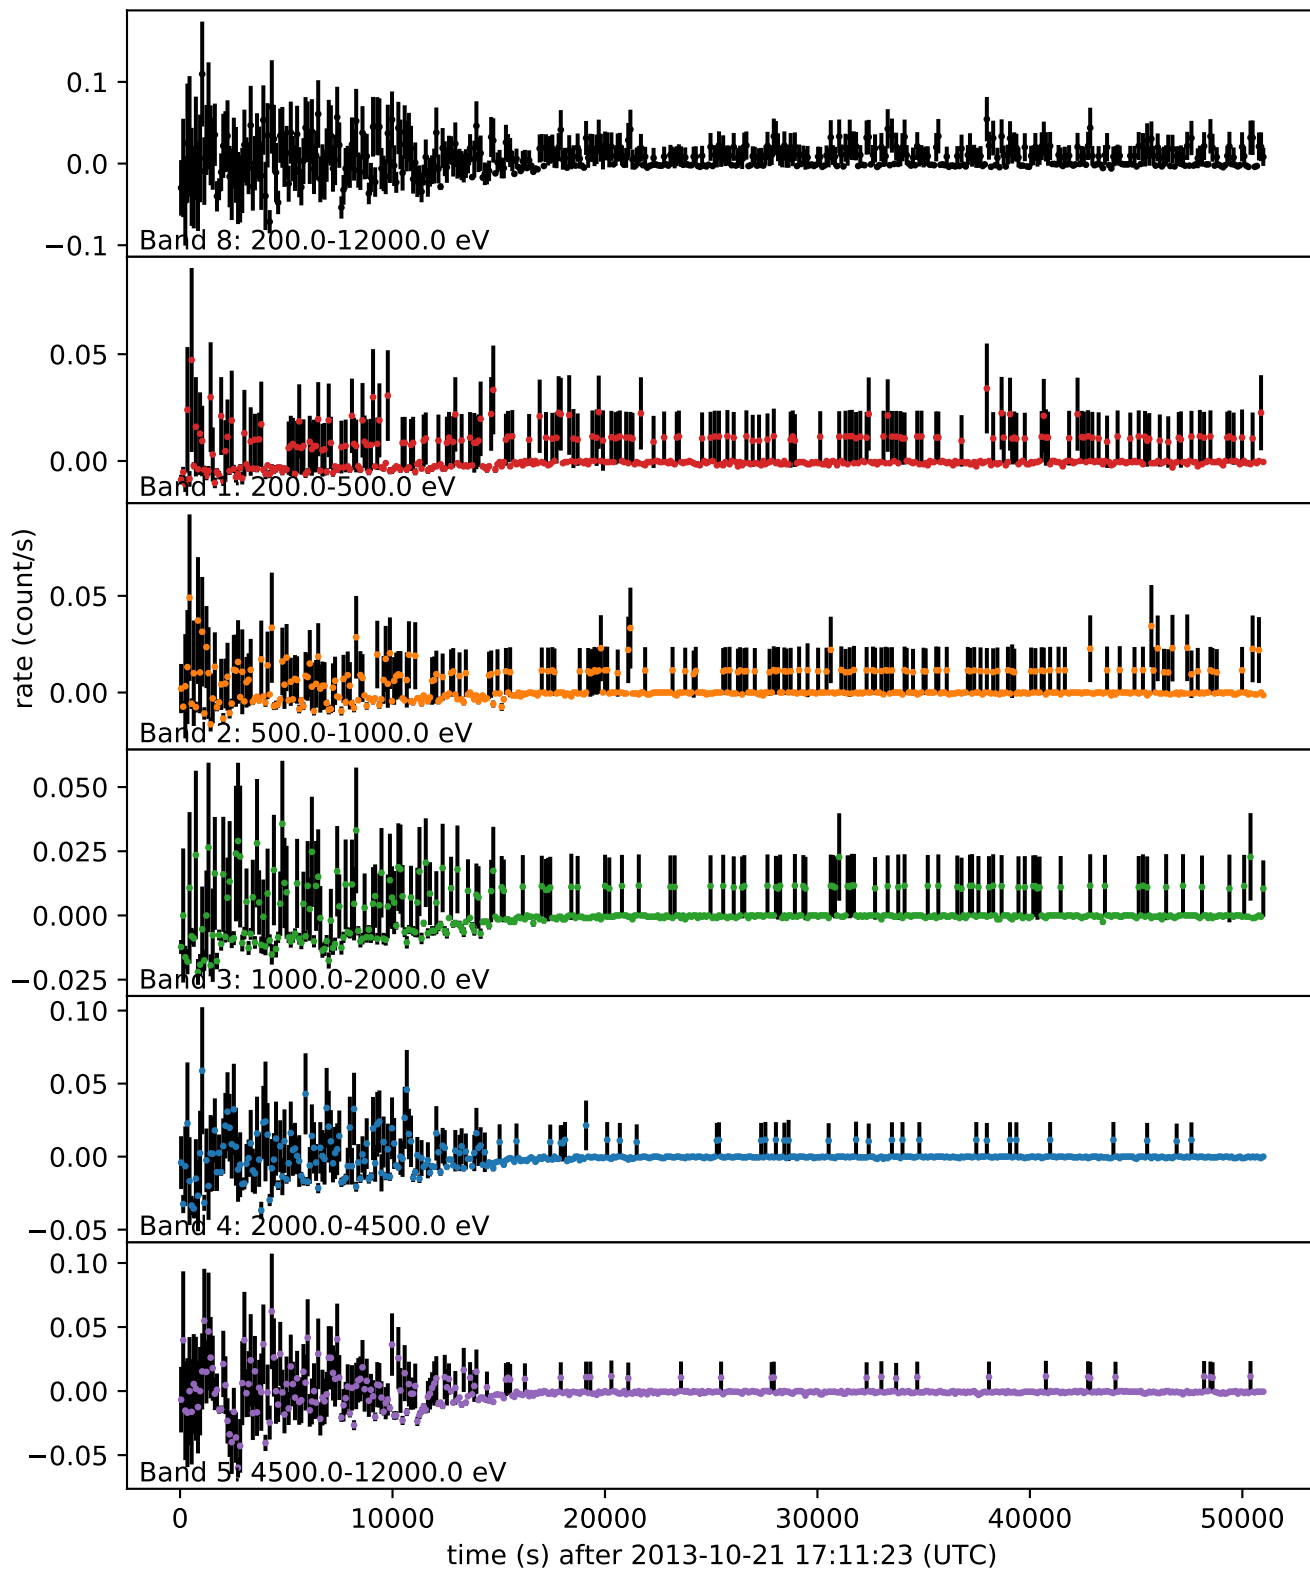 0.1
0.0
−0.1
Band 8: 200.0-12000.0 eV
0.05
0.00
Band 1: 200.0-500.0 eV
0.05
0.00
Band 2: 500.0-1000.0 eV
rate (count/s)
0.050
0.025
0.000
−0.025
Band 3: 1000.0-2000.0 eV
0.10
0.05
0.00
−0.05
Band 4: 2000.0-4500.0 eV
0.10
0.05
0.00
−0.05
Band 5: 4500.0-12000.0 eV
0 10000 20000 30000 40000 50000
time (s) after 2013-10-21 17:11:23 (UTC)